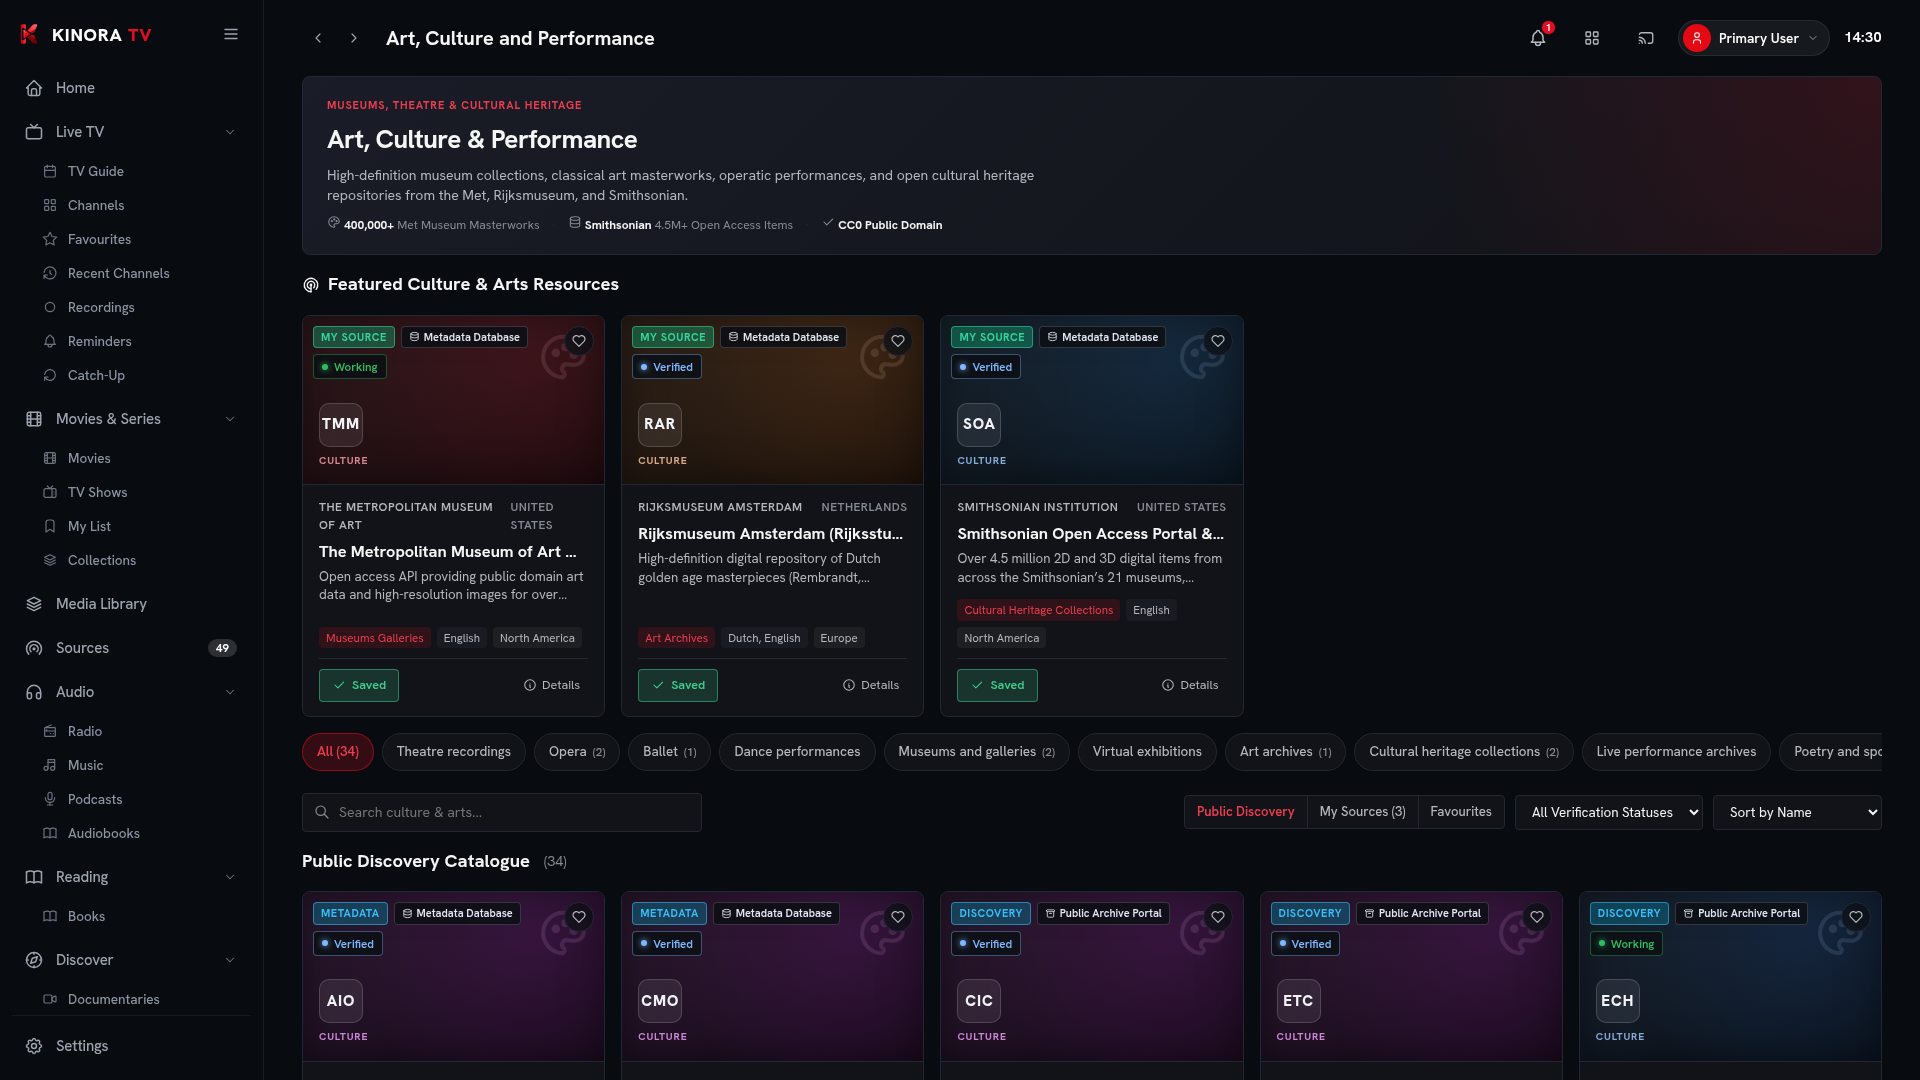 KINORA TV
Home
Live TV
TV Guide
Channels
Favourites
Recent Channels
Recordings
Reminders
Catch-Up
Movies & Series
Movies
TV Shows
My List
Collections
Media Library
Sources 49
Audio
Radio
Music
Podcasts
Audiobooks
Reading
Books
Discover
Documentaries
Settings
Art, Culture and Performance
1
Primary User
14:30
MUSEUMS, THEATRE & CULTURAL HERITAGE
Art, Culture & Performance
High-definition museum collections, classical art masterworks, operatic performances, and open cultural heritage
repositories from the Met, Rijksmuseum, and Smithsonian.
400,000+ Met Museum Masterworks Smithsonian 4.5M+ Open Access Items CC0 Public Domain
Featured Culture & Arts Resources
MY SOURCE Metadata Database
Working
TMM
CULTURE
THE METROPOLITAN MUSEUM UNITED
OF ART STATES
The Metropolitan Museum of Art ...
Open access API providing public domain art
data and high-resolution images for over...
Museums Galleries English North America
Saved Details
MY SOURCE Metadata Database
Verified
RAR
CULTURE
RIJKSMUSEUM AMSTERDAM NETHERLANDS
Rijksmuseum Amsterdam (Rijksstu...
High-definition digital repository of Dutch
golden age masterpieces (Rembrandt,...
Art Archives Dutch, English Europe
Saved Details
MY SOURCE Metadata Database
Verified
SOA
CULTURE
SMITHSONIAN INSTITUTION UNITED STATES
Smithsonian Open Access Portal &...
Over 4.5 million 2D and 3D digital items from
across the Smithsonian’s 21 museums,...
Cultural Heritage Collections English
North America
Saved Details
All (34) Theatre recordings Opera (2) Ballet (1) Dance performances Museums and galleries (2) Virtual exhibitions Art archives (1) Cultural heritage collections (2) Live performance archives Poetry and spo
Search culture & arts...
Public Discovery My Sources (3) Favourites All Verification Statuses Sort by Name
Public Discovery Catalogue (34)
METADATA Metadata Database
Verified
AIO
CULTURE
METADATA Metadata Database
Verified
CMO
CULTURE
DISCOVERY Public Archive Portal
Verified
CIC
CULTURE
DISCOVERY Public Archive Portal
Verified
ETC
CULTURE
DISCOVERY Public Archive Portal
Working
ECH
CULTURE